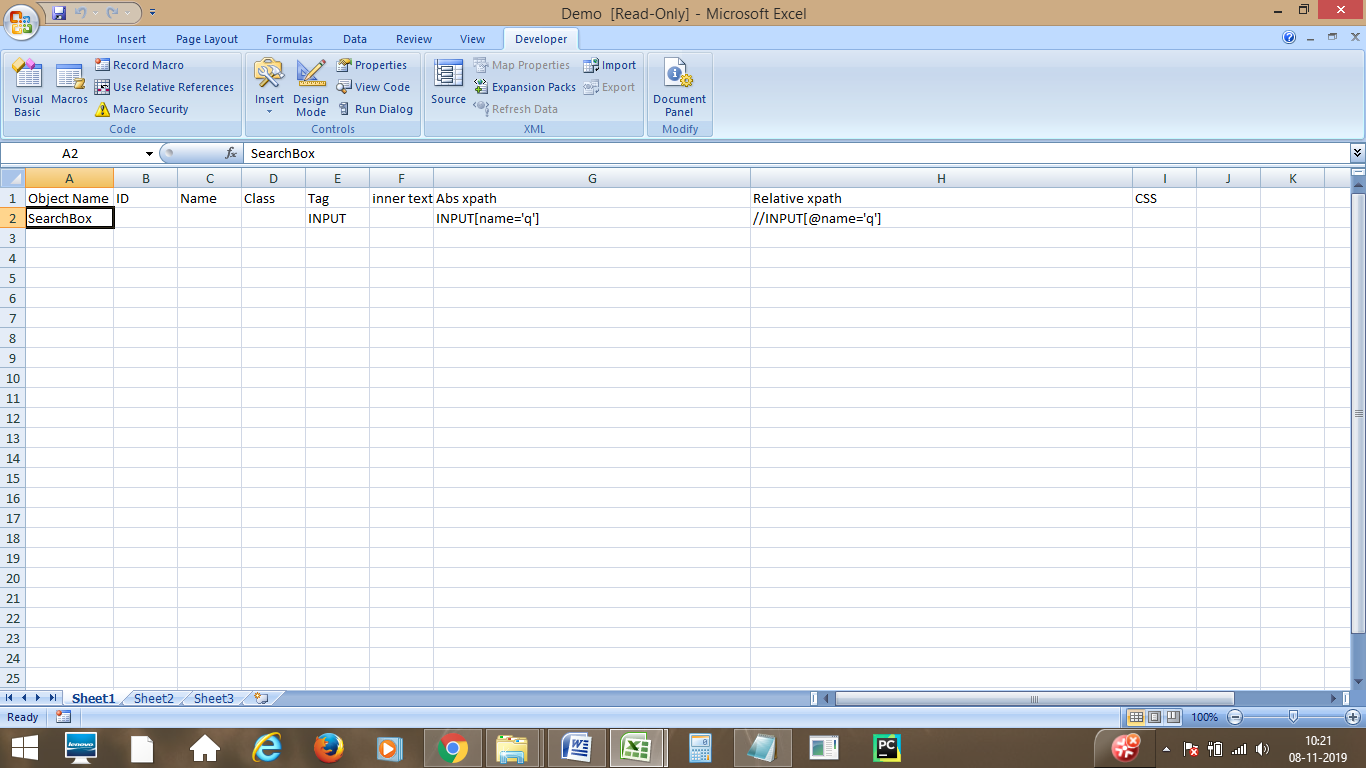 Demo [Read-Only] - Microsoft Excel
Home Insert Page Layout Formulas Data Review View Developer
Visual Basic
Macros
Record Macro
Use Relative References
Macro Security
Code
Insert
Design Mode
Properties
View Code
Run Dialog
Controls
Source
Map Properties
Expansion Packs
Refresh Data
Import
Export
XML
Document Panel
Modify
A2 fx SearchBox
A B C D E F G H I J K
1 Object Name ID Name Class Tag inner text Abs xpath Relative xpath CSS
2 SearchBox INPUT INPUT[name='q'] //INPUT[@name='q']
3
4
5
6
7
8
9
10
11
12
13
14
15
16
17
18
19
20
21
22
23
24
25
Sheet1 Sheet2 Sheet3
Ready 100%
lenovo
PC
10:21
08-11-2019